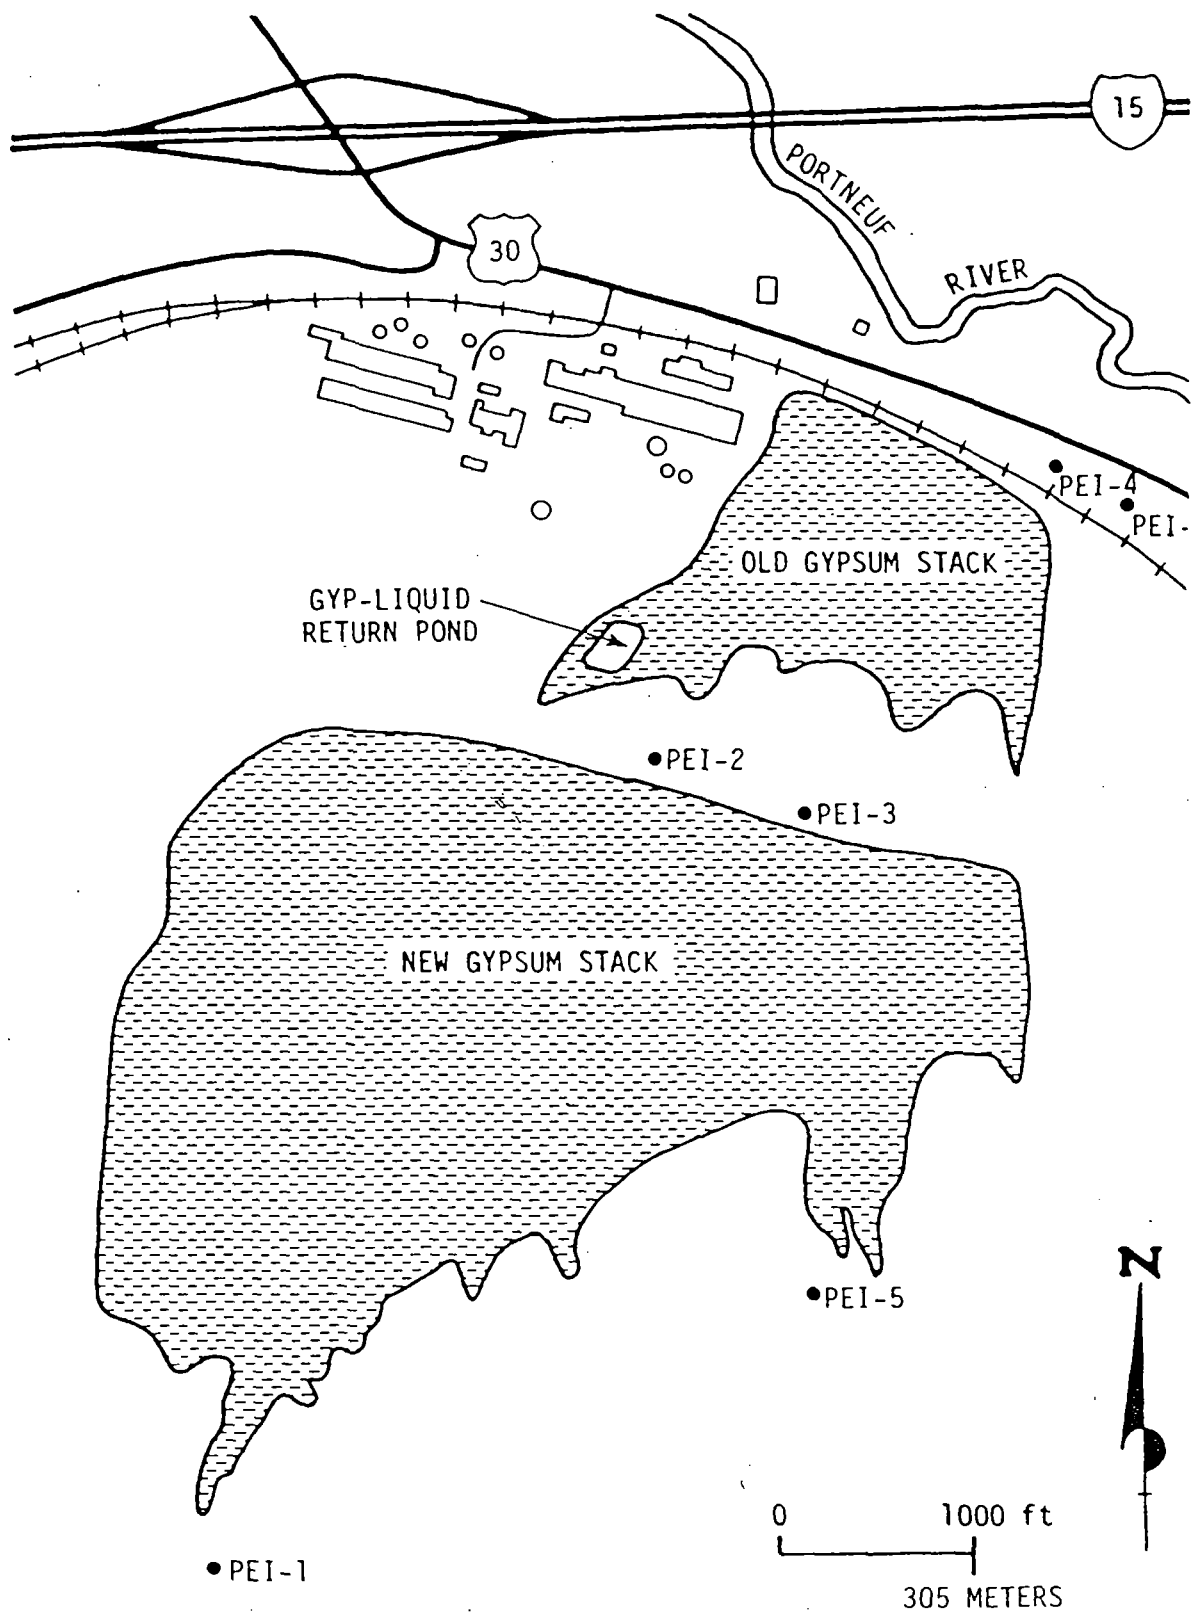 15
PORTNEUF
RIVER
30
PEI-4
PEI-
OLD GYPSUM STACK
GYP-LIQUID
RETURN POND
PEI-2
PEI-3
NEW GYPSUM STACK
N
PEI-5
0 1000 ft
305 METERS
PEI-1